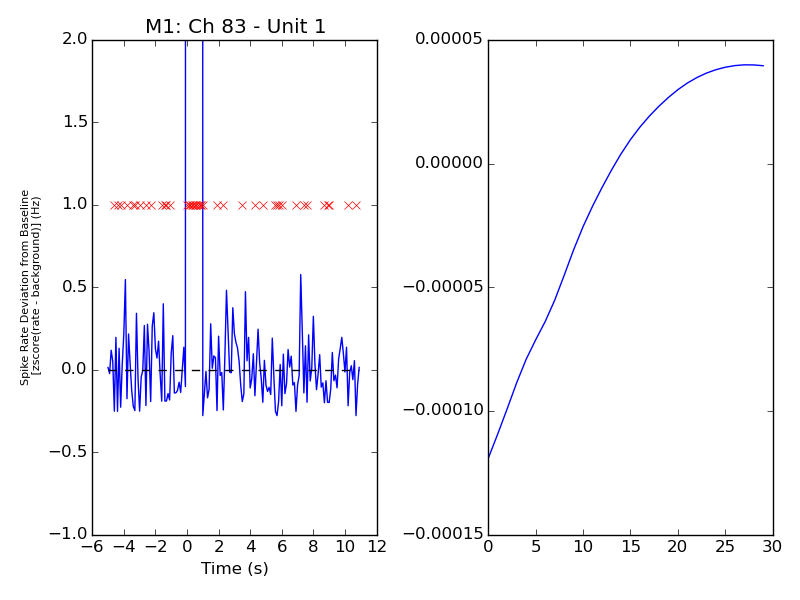 M1: Ch 83 - Unit 1
Spike Rate Deviation from Baseline
[zscore(rate - background)] (Hz)
2.0
1.5
1.0
0.5
0.0
−0.5
−1.0
−6 −4 −2 0 2 4 6 8 10 12
Time (s)
0.00005
0.00000
−0.00005
−0.00010
−0.00015
0 5 10 15 20 25 30